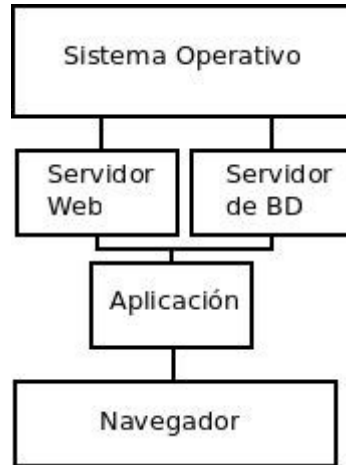 Sistema Operativo
Servidor
Web
Servidor
de BD
Aplicación
Navegador